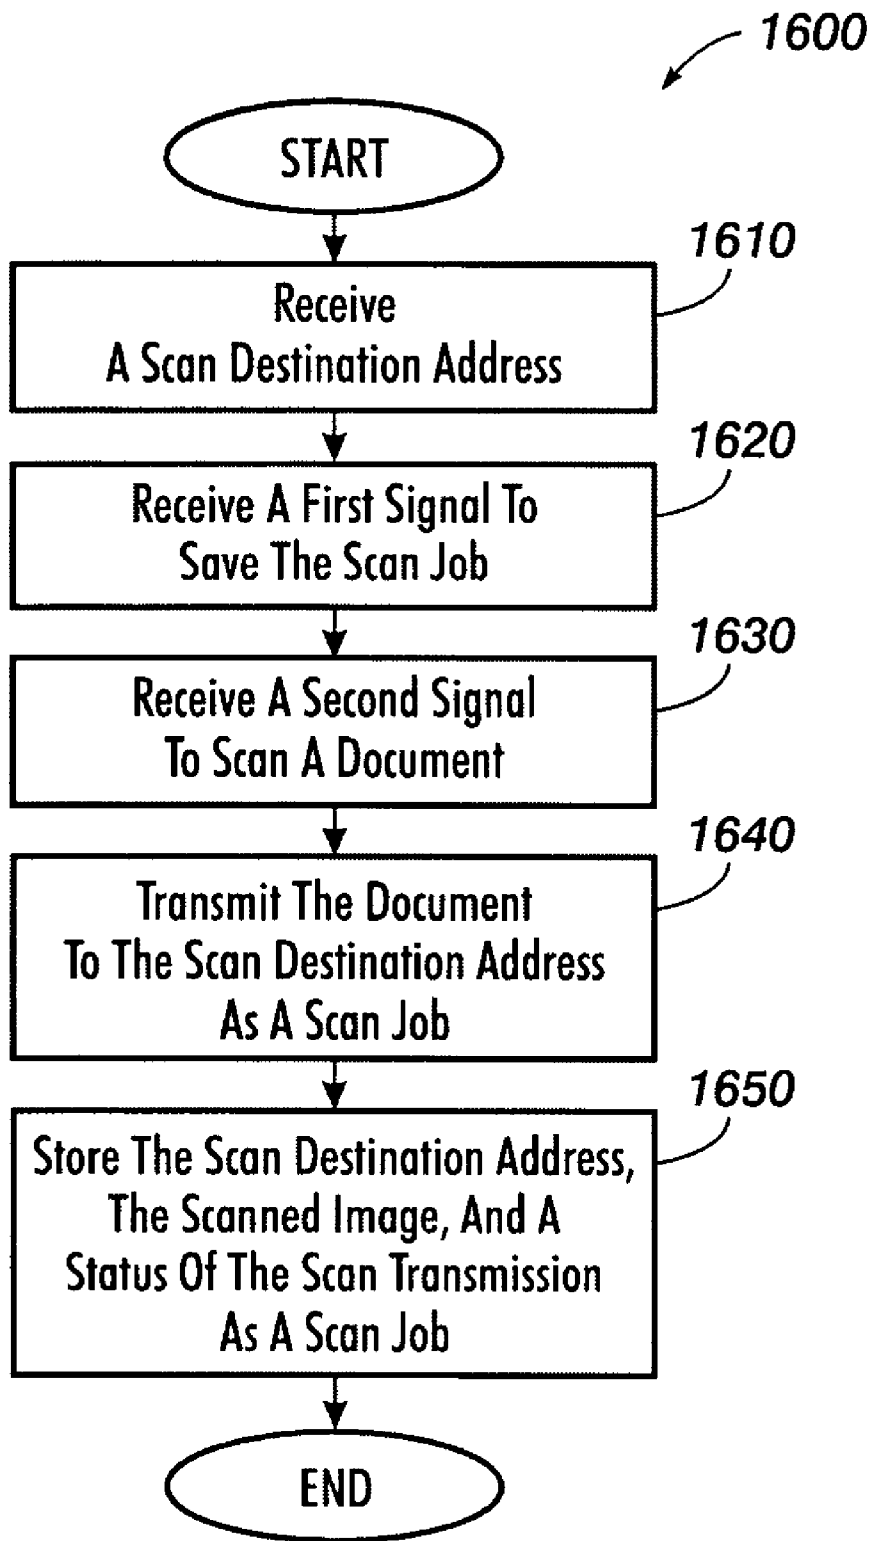 1600
START
1610
Receive
A Scan Destination Address
1620
Receive A First Signal To
Save The Scan Job
1630
Receive A Second Signal
To Scan A Document
1640
Transmit The Document
To The Scan Destination Address
As A Scan Job
1650
Store The Scan Destination Address,
The Scanned Image, And A
Status Of The Scan Transmission
As A Scan Job
END